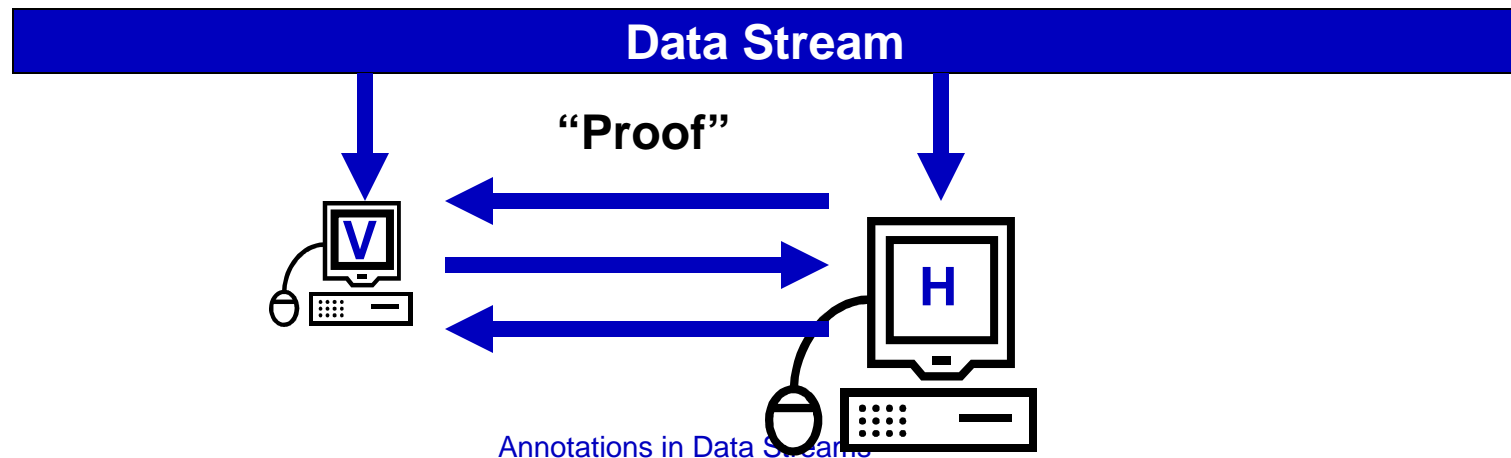 Data Stream
“Proof”
V
H
Annotations in Data Streams